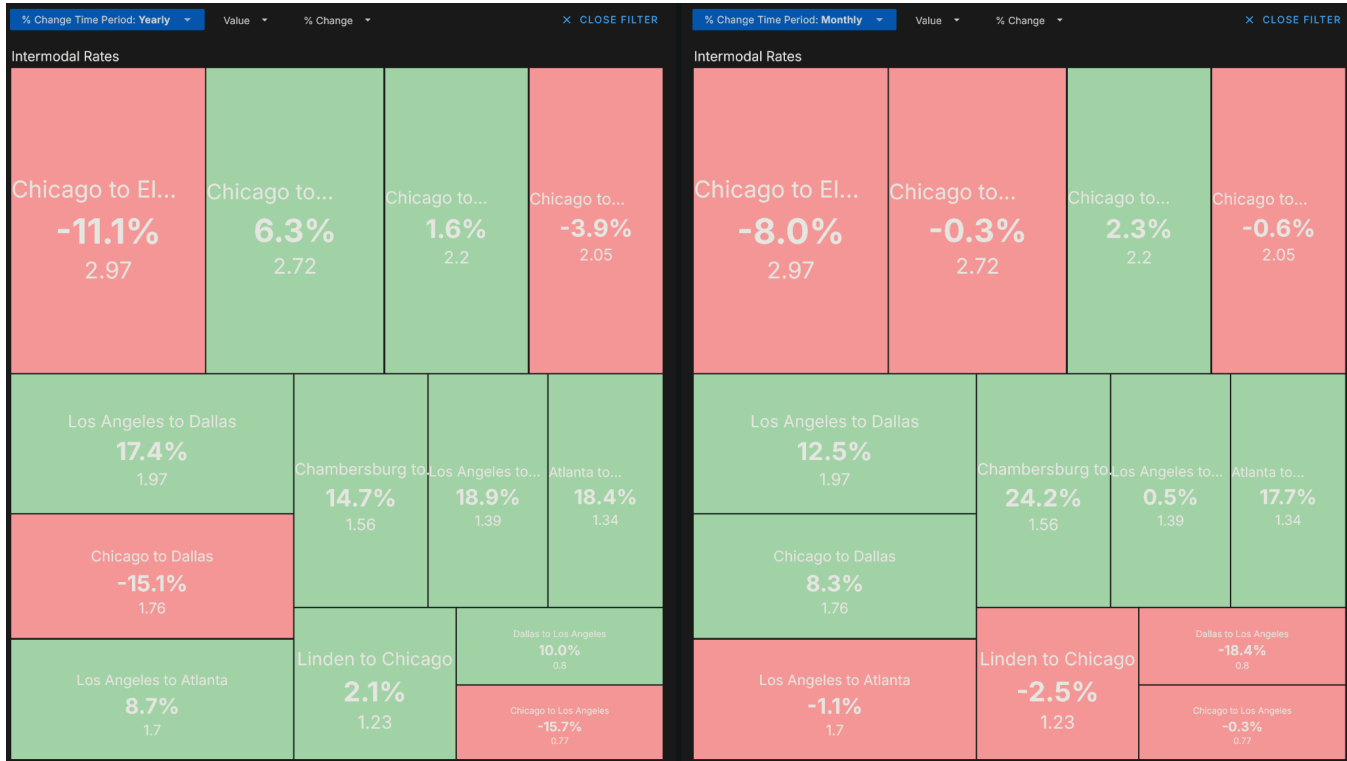 % Change Time Period: Yearly
Value
% Change
× CLOSE FILTER
Intermodal Rates
Chicago to El...
-11.1%
2.97
Chicago to...
6.3%
2.72
Chicago to...
1.6%
2.2
Chicago to...
-3.9%
2.05
Los Angeles to Dallas
17.4%
1.97
Chambersburg to.
14.7%
1.56
Los Angeles to...
18.9%
1.39
Atlanta to...
18.4%
1.34
Chicago to Dallas
-15.1%
1.76
Los Angeles to Atlanta
8.7%
1.7
Linden to Chicago
2.1%
1.23
Dallas to Los Angeles
10.0%
0.8
Chicago to Los Angeles
-15.7%
0.77
% Change Time Period: Monthly
Value
% Change
× CLOSE FILTER
Intermodal Rates
Chicago to El...
-8.0%
2.97
Chicago to...
-0.3%
2.72
Chicago to...
2.3%
2.2
Chicago to...
-0.6%
2.05
Los Angeles to Dallas
12.5%
1.97
Chambersburg to.
24.2%
1.56
Los Angeles to...
0.5%
1.39
Atlanta to...
17.7%
1.34
Chicago to Dallas
8.3%
1.76
Los Angeles to Atlanta
-1.1%
1.7
Linden to Chicago
-2.5%
1.23
Dallas to Los Angeles
-18.4%
0.8
Chicago to Los Angeles
-0.3%
0.77